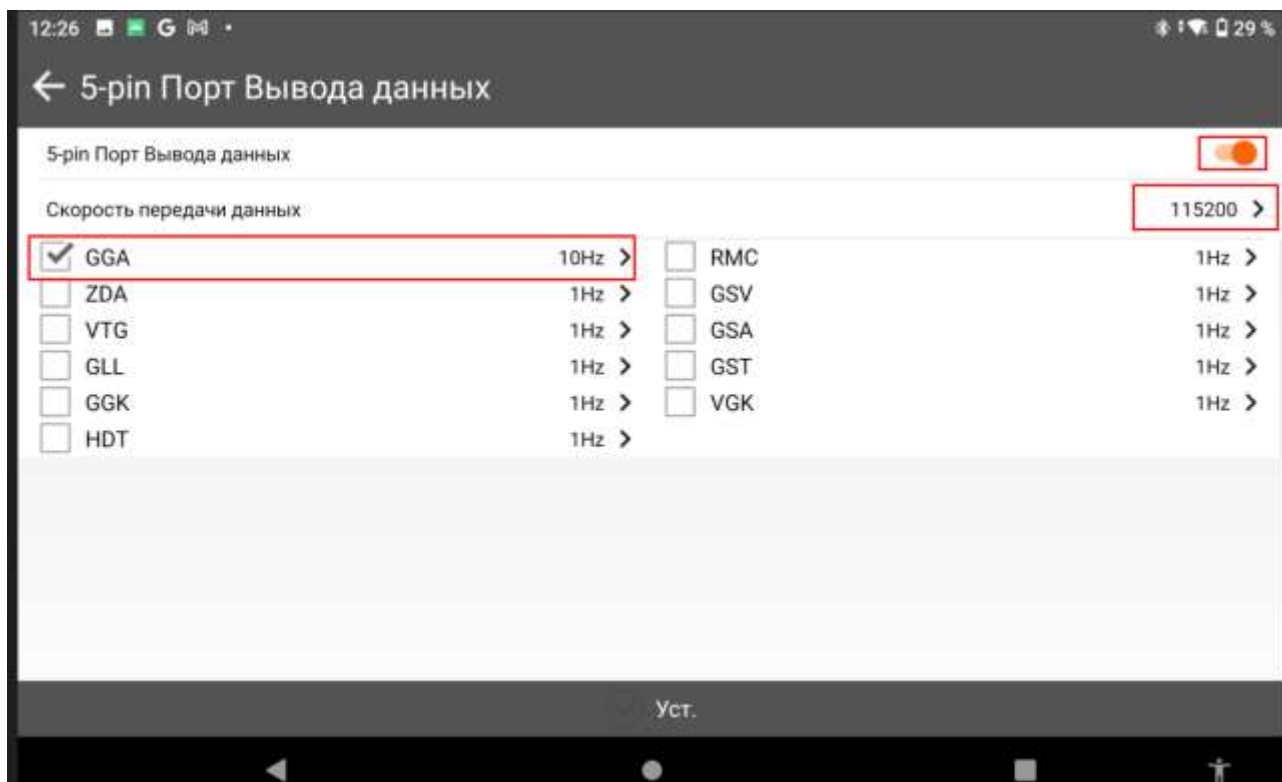 12:26 G 29 %
5-pin Порт Вывода данных
5-pin Порт Вывода данных
Скорость передачи данных 115200
GGA 10Hz RMC 1Hz
ZDA 1Hz GSV 1Hz
VTG 1Hz GSA 1Hz
GLL 1Hz GST 1Hz
GGK 1Hz VGK 1Hz
HDT 1Hz
Уст.